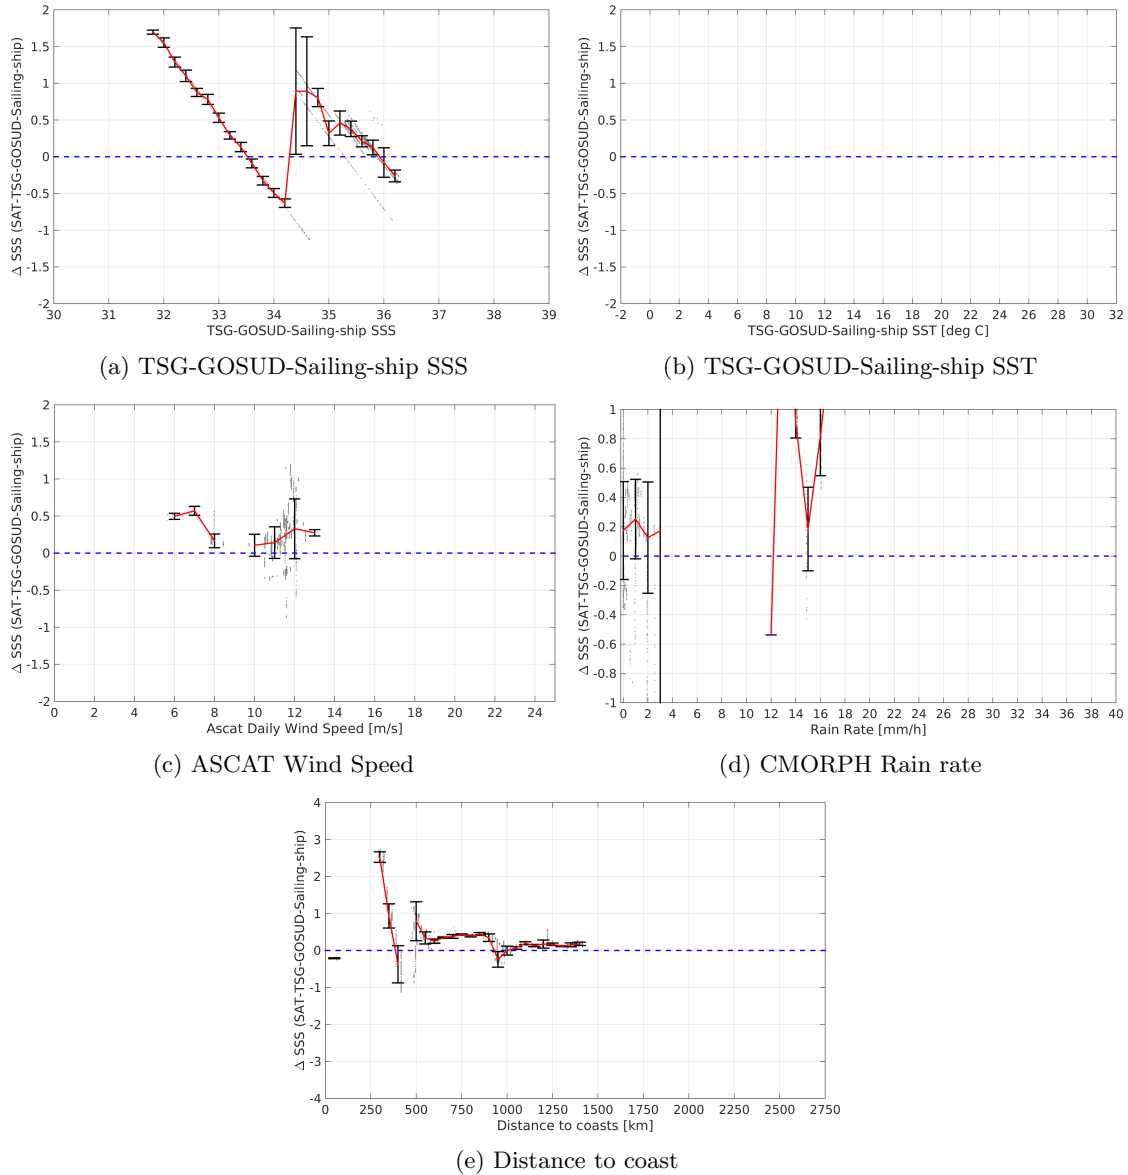 2
1.5
1
0.5
0
-0.5
-1
-1.5
-2
Δ SSS (SAT-TSG-GOSUD-Sailing-ship)
30 31 32 33 34 35 36 37 38 39
TSG-GOSUD-Sailing-ship SSS
(a) TSG-GOSUD-Sailing-ship SSS
2
1.5
1
0.5
0
-0.5
-1
-1.5
-2
Δ SSS (SAT-TSG-GOSUD-Sailing-ship)
-2 0 2 4 6 8 10 12 14 16 18 20 22 24 26 28 30 32
TSG-GOSUD-Sailing-ship SST [deg C]
(b) TSG-GOSUD-Sailing-ship SST
2
1.5
1
0.5
0
-0.5
-1
-1.5
-2
Δ SSS (SAT-TSG-GOSUD-Sailing-ship)
0 2 4 6 8 10 12 14 16 18 20 22 24
Ascat Daily Wind Speed [m/s]
(c) ASCAT Wind Speed
1
0.8
0.6
0.4
0.2
0
-0.2
-0.4
-0.6
-0.8
-1
Δ SSS (SAT-TSG-GOSUD-Sailing-ship)
0 2 4 6 8 10 12 14 16 18 20 22 24 26 28 30 32 34 36 38 40
Rain Rate [mm/h]
(d) CMORPH Rain rate
4
3
2
1
0
-1
-2
-3
-4
Δ SSS (SAT-TSG-GOSUD-Sailing-ship)
0 250 500 750 1000 1250 1500 1750 2000 2250 2500 2750
Distance to coasts [km]
(e) Distance to coast